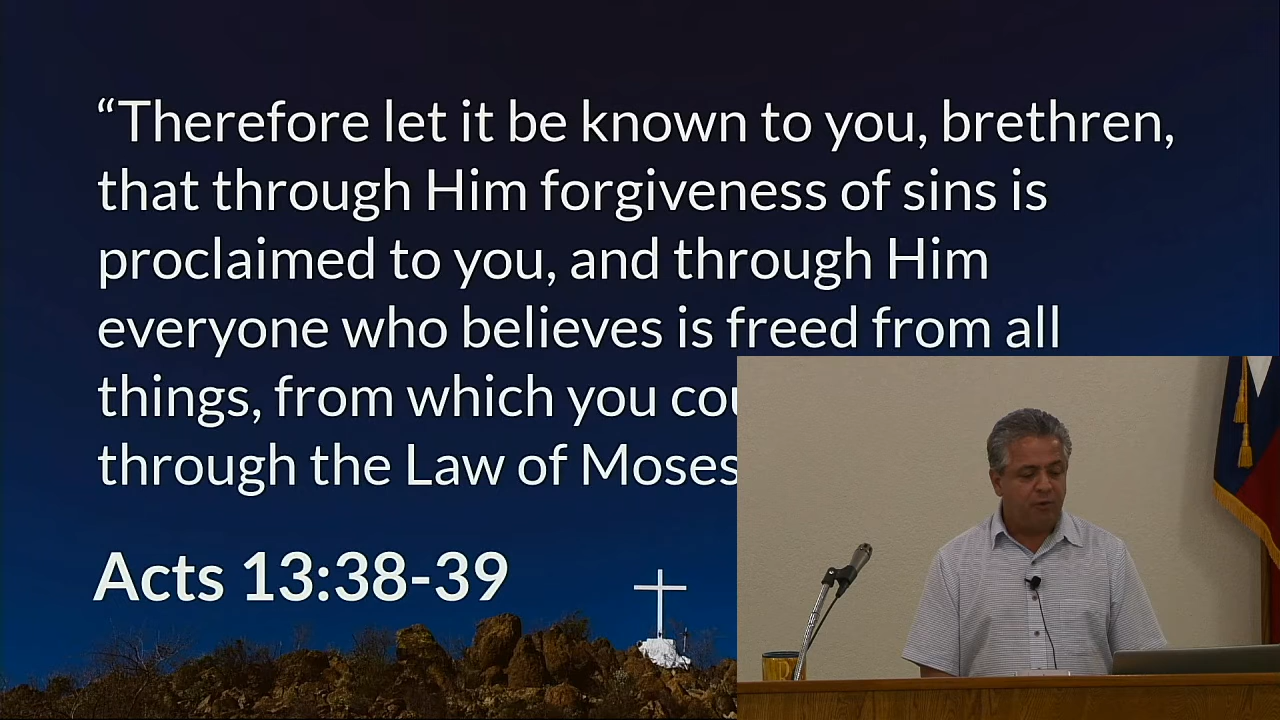 “Therefore let it be known to you, brethren,
that through Him forgiveness of sins is
proclaimed to you, and through Him
everyone who believes is freed from all
things, from which you
through the Law of Moses
Acts 13:38-39